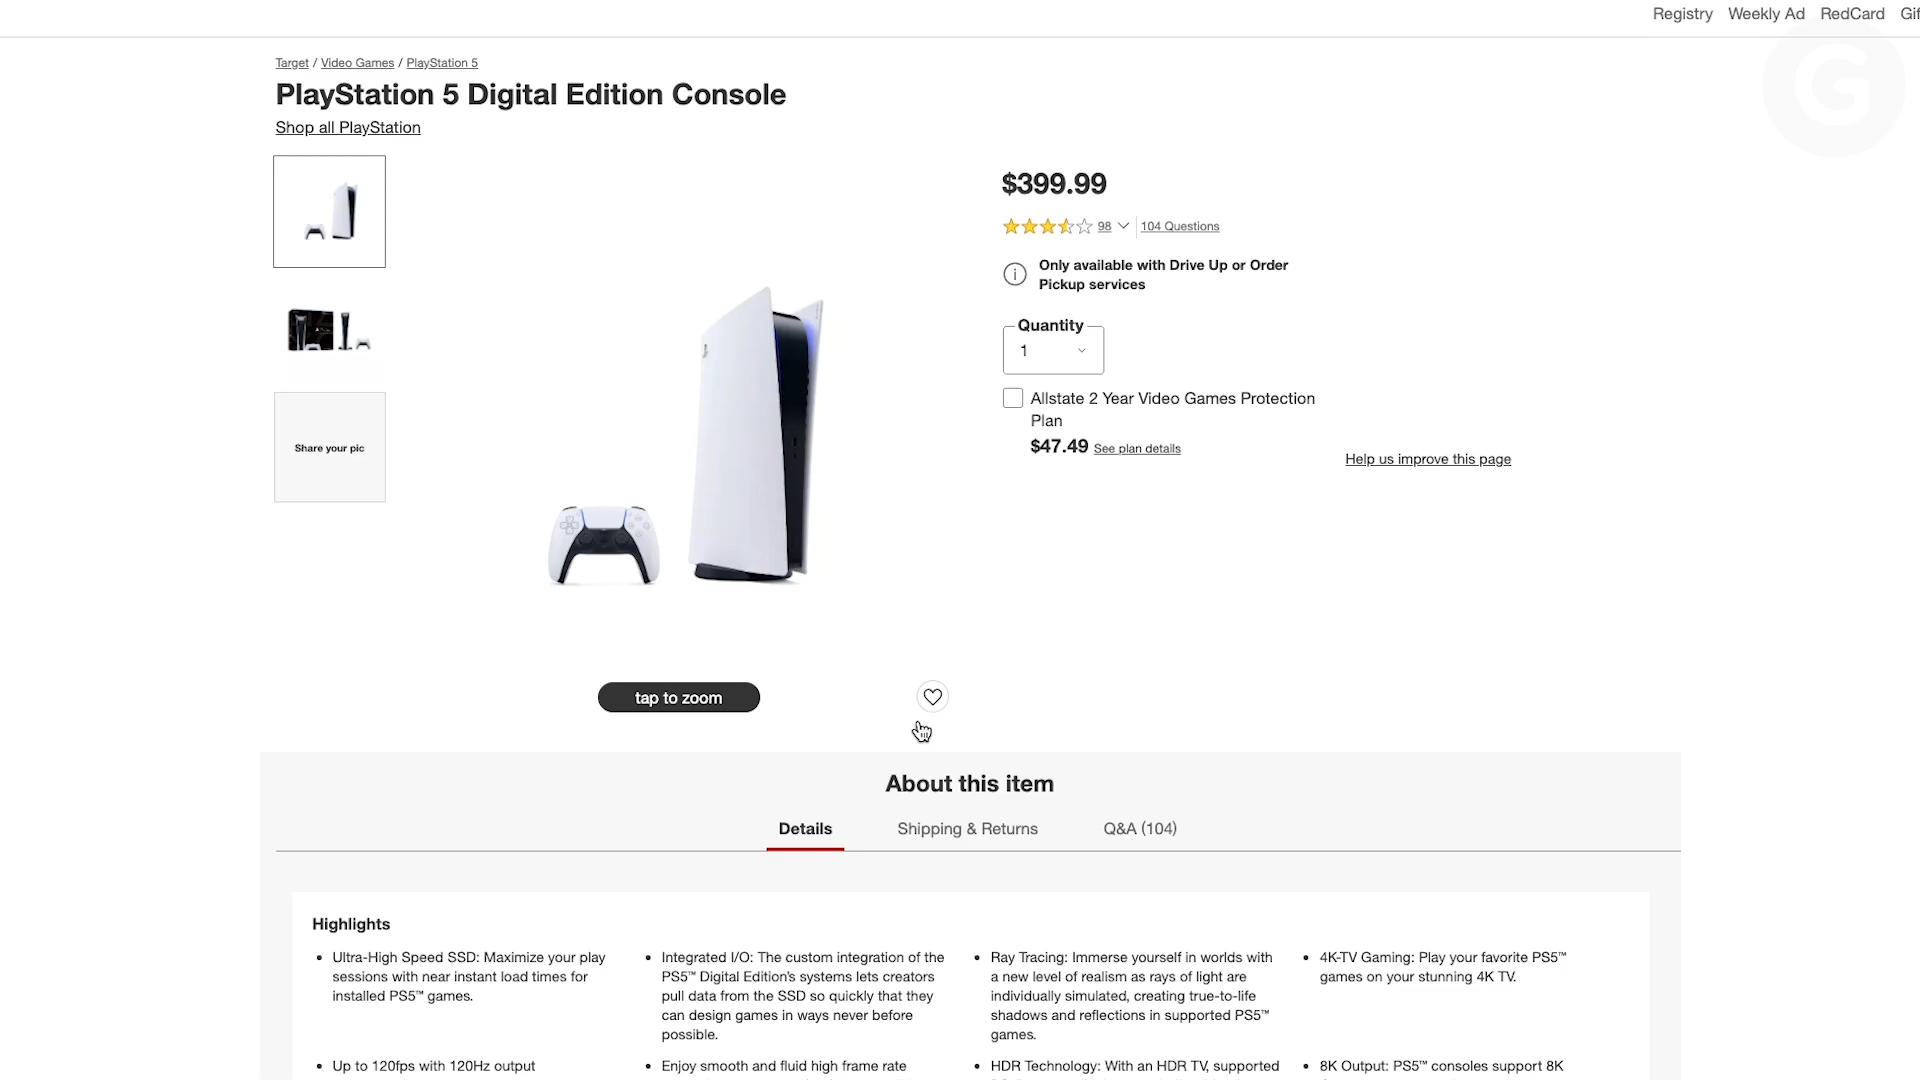 Registry Weekly Ad RedCard Gif
G
Target / Video Games / PlayStation 5
PlayStation 5 Digital Edition Console
Shop all PlayStation
$399.99
98 104 Questions
Only available with Drive Up or Order
Pickup services
Quantity
1
Allstate 2 Year Video Games Protection
Plan
$47.49 See plan details
Help us improve this page
Share your pic
tap to zoom
About this item
Details Shipping & Returns Q&A (104)
Highlights
• Ultra-High Speed SSD: Maximize your play
sessions with near instant load times for
installed PS5™ games.
• Integrated I/O: The custom integration of the
PS5™ Digital Edition's systems lets creators
pull data from the SSD so quickly that they
can design games in ways never before
possible.
• Ray Tracing: Immerse yourself in worlds with
a new level of realism as rays of light are
individually simulated, creating true-to-life
shadows and reflections in supported PS5™
games.
• 4K-TV Gaming: Play your favorite PS5™
games on your stunning 4K TV.
• Up to 120fps with 120Hz output
• Enjoy smooth and fluid high frame rate
• HDR Technology: With an HDR TV, supported
• 8K Output: PS5™ consoles support 8K